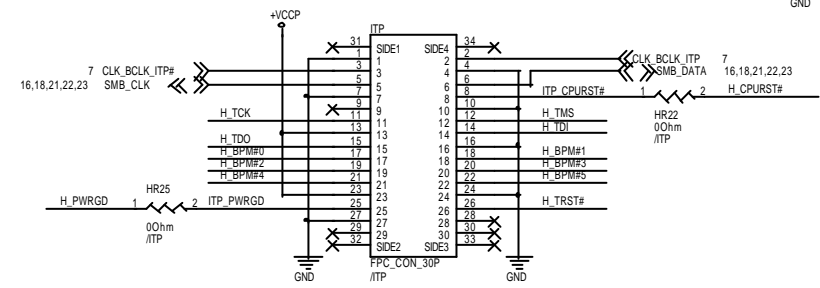 GND
+VCCP
ITP
31 SIDE1 SIDE4 34
1 1 2 2
7 CLK_BCLK_ITP# 3 3 4 4 CLK_BCLK_ITP 7
16,18,21,22,23 SMB_CLK 5 5 6 6 SMB_DATA 16,18,21,22,23
7 7 8 8 ITP_CPURST# 1 2 H_CPURST#
9 9 10 10
H_TCK 11 11 12 12 H_TMS
HR22
13 13 14 14 H_TDI
0Ohm
/ITP
H_TDO 15 15 16 16
H_BPM#0 17 17 18 18 H_BPM#1
H_BPM#2 19 19 20 20 H_BPM#3
H_BPM#4 21 21 22 22 H_BPM#5
HR25
23 23 24 24
H_PWRGD 1 2 ITP_PWRGD 25 25 26 26 H_TRST#
27 27 28 28
0Ohm
/ITP
29 29 30 30
32 SIDE2 SIDE3 33
FPC_CON_30P
/ITP
GND
GND